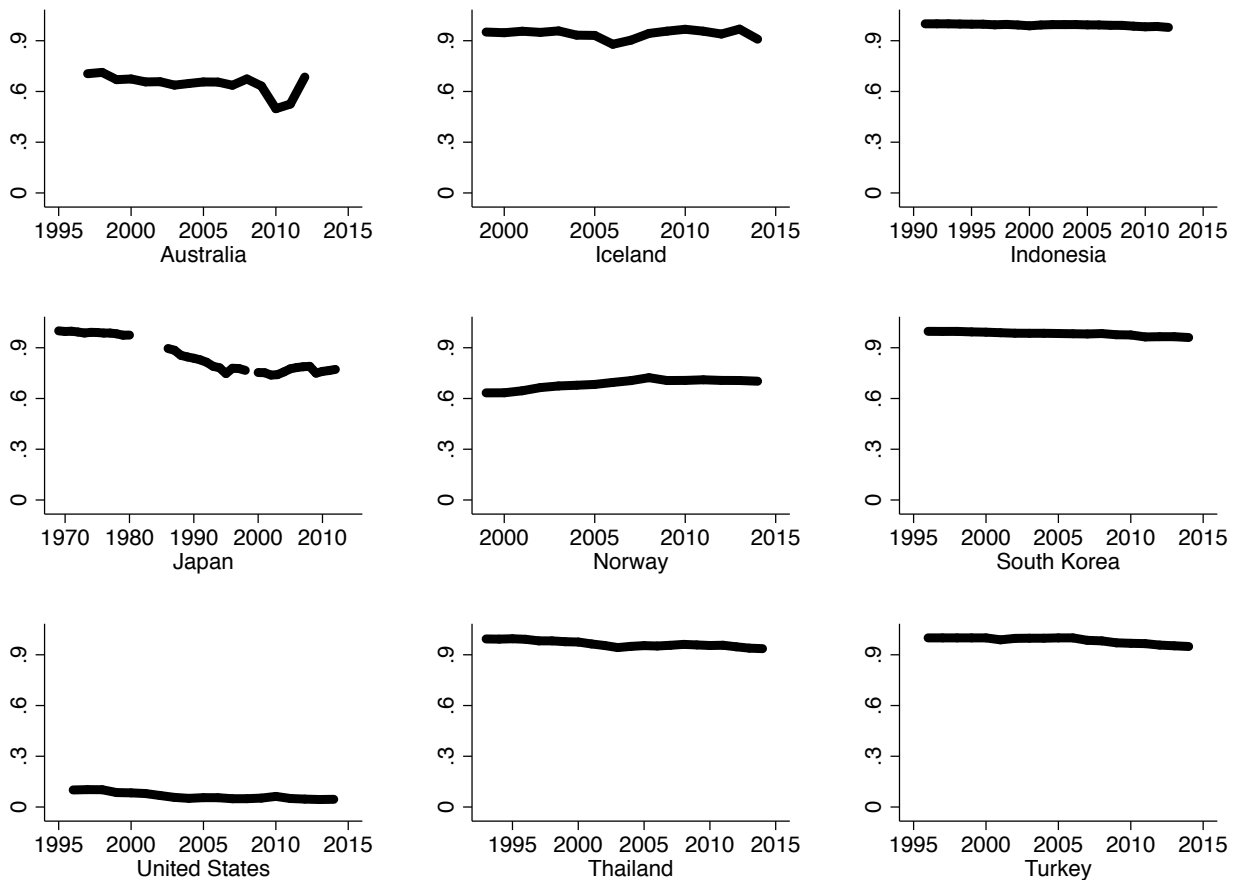 0 .3 .6 .9
1995 2000 2005 2010 2015
Australia
0 .3 .6 .9
2000 2005 2010 2015
Iceland
0 .3 .6 .9
1990 1995 2000 2005 2010 2015
Indonesia
0 .3 .6 .9
1970 1980 1990 2000 2010
Japan
0 .3 .6 .9
2000 2005 2010 2015
Norway
0 .3 .6 .9
1995 2000 2005 2010 2015
South Korea
0 .3 .6 .9
1995 2000 2005 2010 2015
United States
0 .3 .6 .9
1995 2000 2005 2010 2015
Thailand
0 .3 .6 .9
1995 2000 2005 2010 2015
Turkey